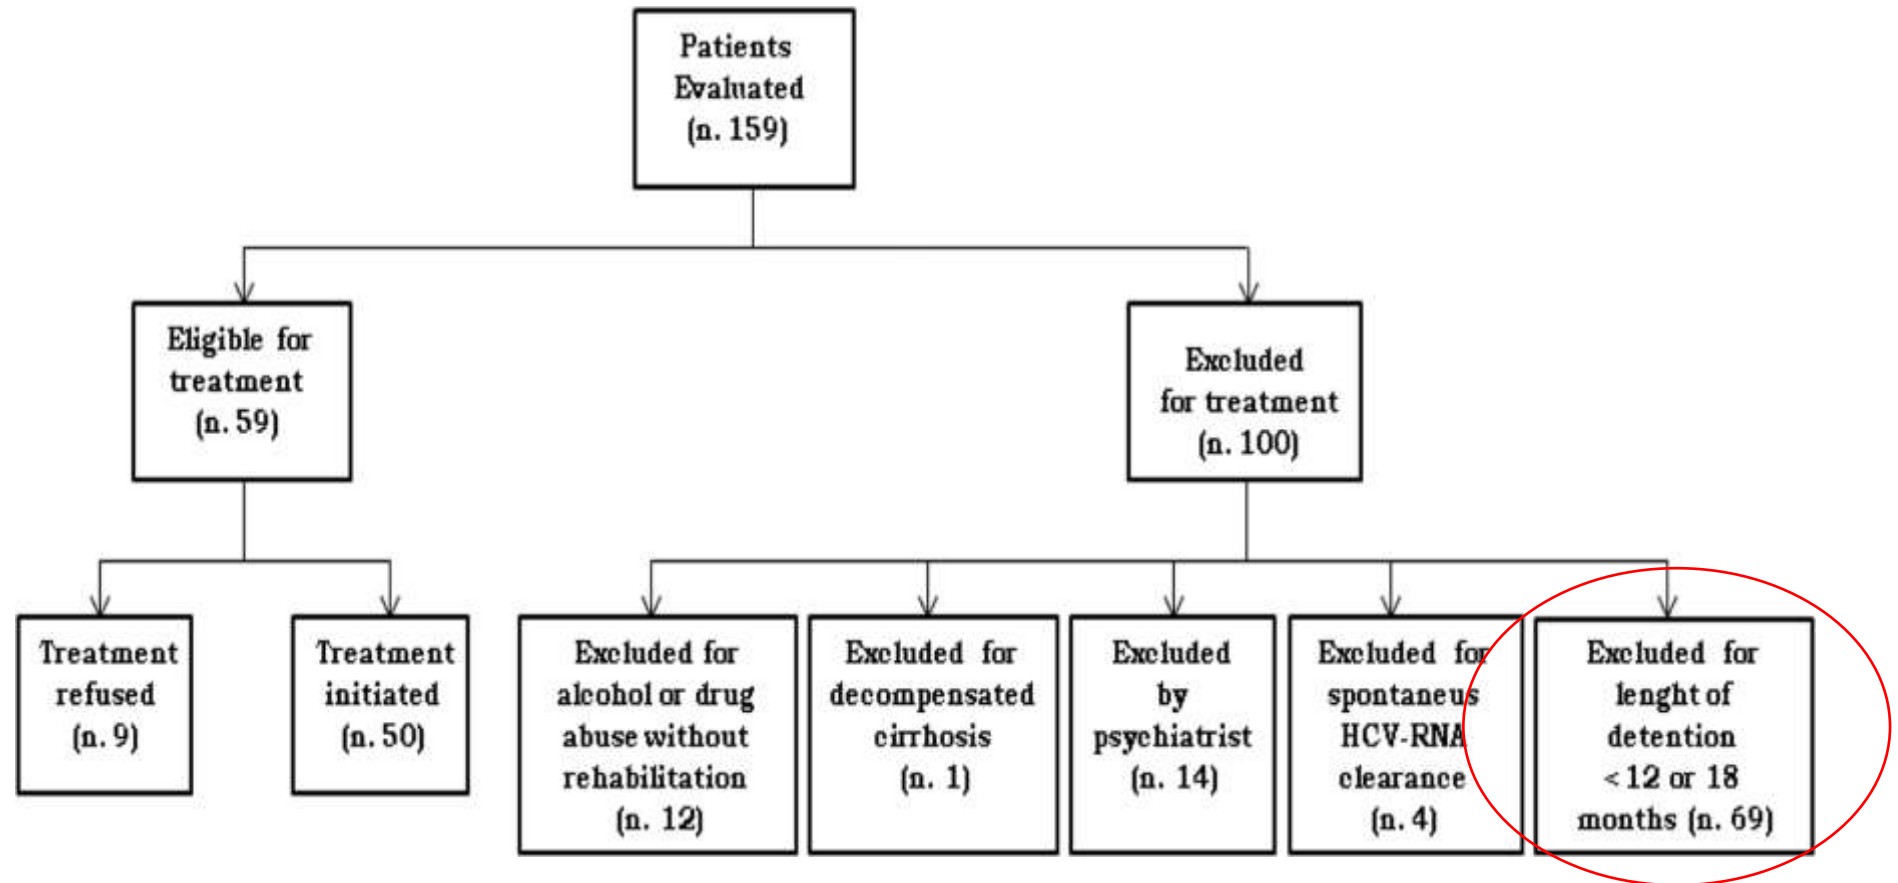 Patients
Evaluated
(n. 159)
Eligible for
treatment
(n. 59)
Excluded
for treatment
(n. 100)
Treatment
refused
(n. 9)
Treatment
initiated
(n. 50)
Excluded for
alcohol or drug
abuse without
rehabilitation
(n. 12)
Excluded for
decompensated
cirrhosis
(n. 1)
Excluded
by
psychiatrist
(n. 14)
Excluded for
spontaneus
HCV-RNA
clearance
(n. 4)
Excluded for
lenght of
detention
< 12 or 18
months (n. 69)